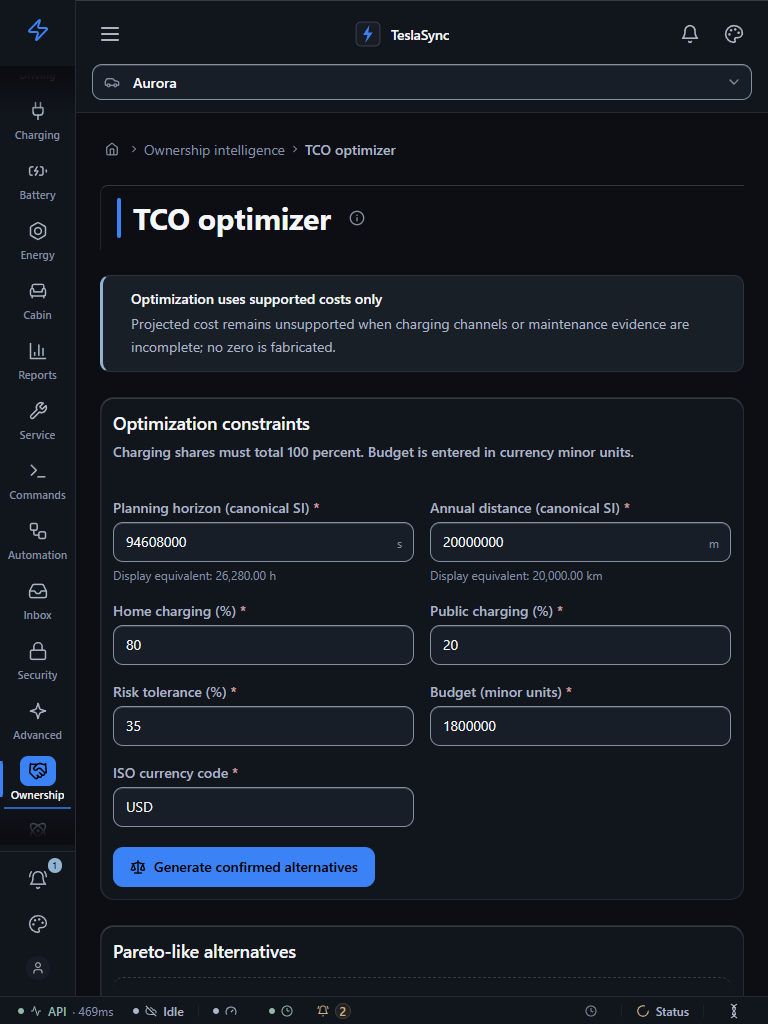 TeslaSync
Aurora
Driving
Charging
Battery
Energy
Cabin
Reports
Service
Commands
Automation
Inbox
Security
Advanced
Ownership
1
Ownership intelligence > TCO optimizer
TCO optimizer
Optimization uses supported costs only
Projected cost remains unsupported when charging channels or maintenance evidence are
incomplete; no zero is fabricated.
Optimization constraints
Charging shares must total 100 percent. Budget is entered in currency minor units.
Planning horizon (canonical SI) *
94608000 s
Display equivalent: 26,280.00 h
Annual distance (canonical SI) *
20000000 m
Display equivalent: 20,000.00 km
Home charging (%) *
80
Public charging (%) *
20
Risk tolerance (%) *
35
Budget (minor units) *
1800000
ISO currency code *
USD
Generate confirmed alternatives
Pareto-like alternatives
API · 469ms Idle 2 Status